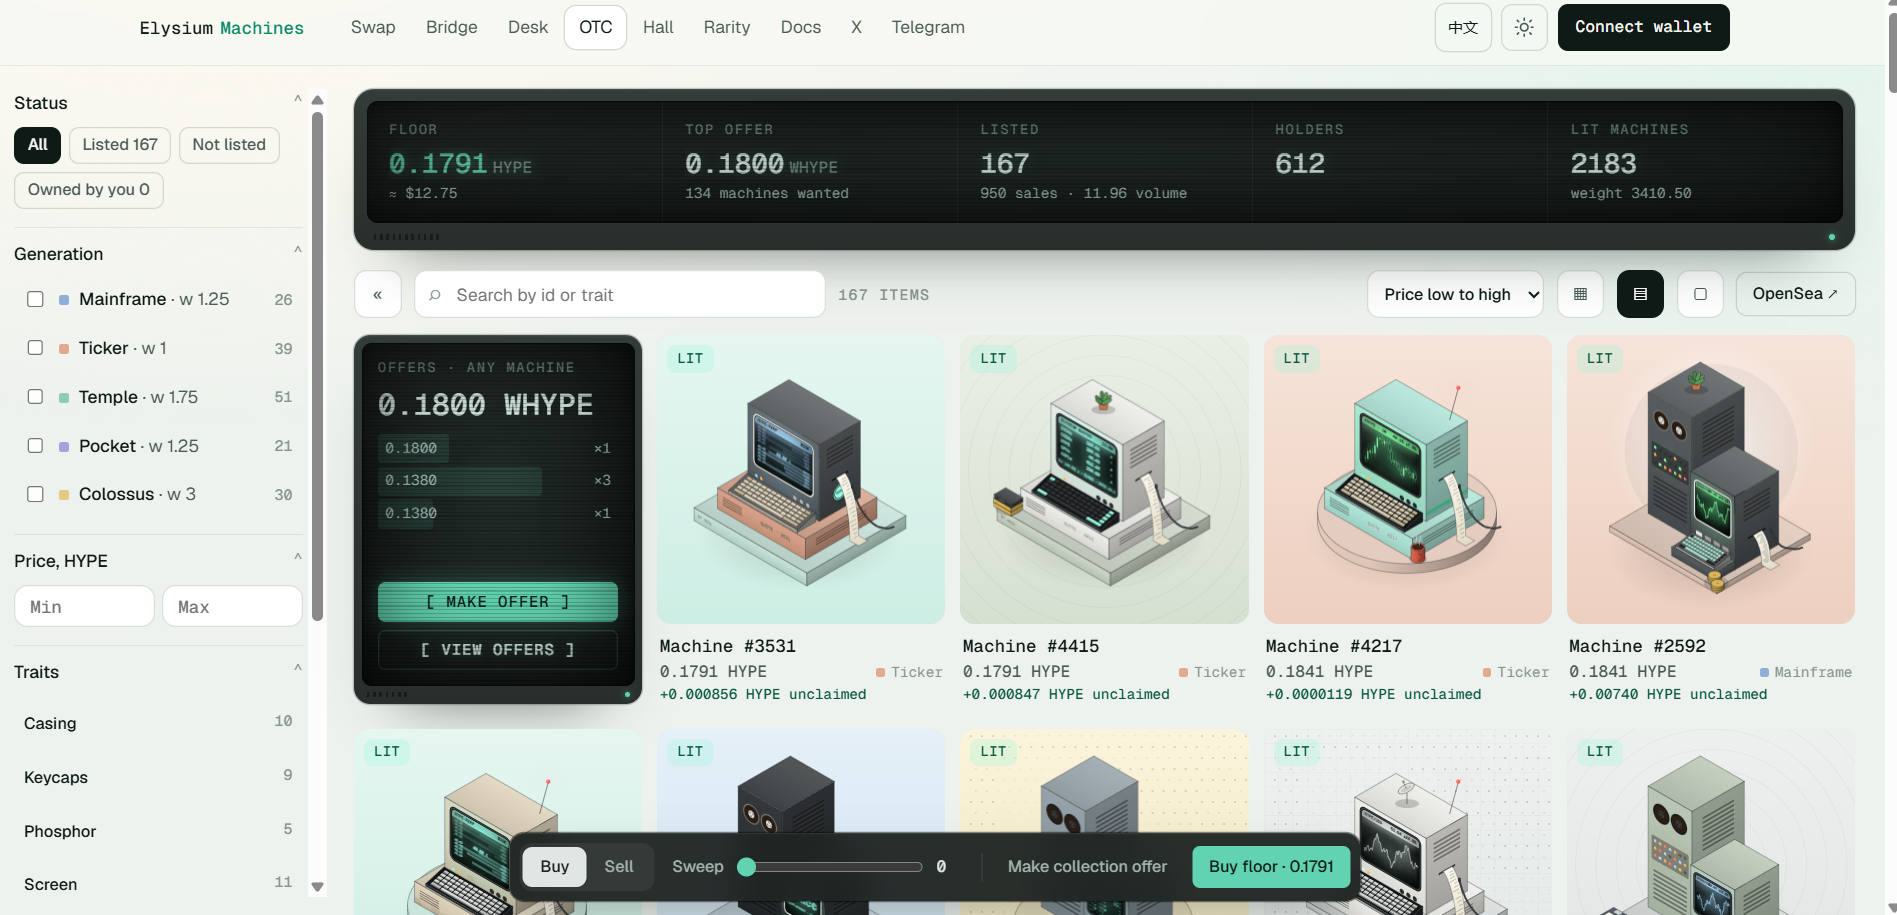 Elysium Machines
Swap Bridge Desk OTC Hall Rarity Docs X Telegram
中文
Connect wallet
Status ^
All Listed 167 Not listed
Owned by you 0
Generation ^
Mainframe · w 1.25 26
Ticker · w 1 39
Temple · w 1.75 51
Pocket · w 1.25 21
Colossus · w 3 30
Price, HYPE ^
Min Max
Traits ^
Casing 10
Keycaps 9
Phosphor 5
Screen 11
FLOOR
0.1791 HYPE
≈ $12.75
TOP OFFER
0.1800 WHYPE
134 machines wanted
LISTED
167
950 sales · 11.96 volume
HOLDERS
612
LIT MACHINES
2183
weight 3410.50
« Search by id or trait 167 ITEMS Price low to high OpenSea ↗
OFFERS · ANY MACHINE
0.1800 WHYPE
0.1800 ×1
0.1380 ×3
0.1380 ×1
[ MAKE OFFER ]
[ VIEW OFFERS ]
LIT
Machine #3531
0.1791 HYPE Ticker
+0.000856 HYPE unclaimed
LIT
Machine #4415
0.1791 HYPE Ticker
+0.000847 HYPE unclaimed
LIT
Machine #4217
0.1841 HYPE Ticker
+0.0000119 HYPE unclaimed
LIT
Machine #2592
0.1841 HYPE Mainframe
+0.00740 HYPE unclaimed
LIT
LIT
LIT
LIT
LIT
Buy Sell Sweep 0 Make collection offer Buy floor · 0.1791